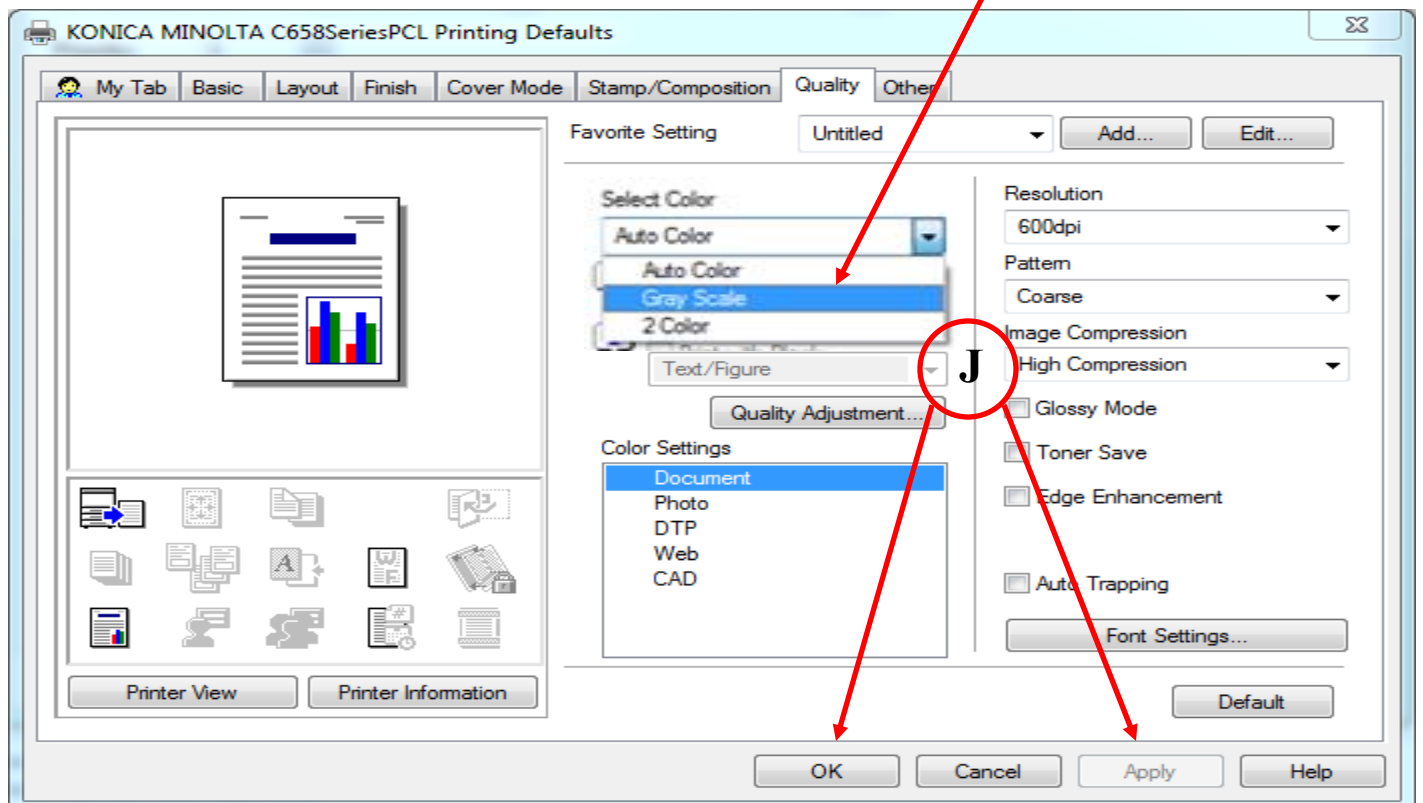 KONICA MINOLTA C658SeriesPCL Printing Defaults
My Tab Basic Layout Finish Cover Mode Stamp/Composition Quality Other
Favorite Setting Untitled Add... Edit...
Select Color
Auto Color
Auto Color
Gray Scale
2 Color
Text/Figure
Quality Adjustment...
Color Settings
Document
Photo
DTP
Web
CAD
J
Resolution
600dpi
Pattern
Coarse
Image Compression
High Compression
Glossy Mode
Toner Save
Edge Enhancement
Auto Trapping
Font Settings...
Printer View Printer Information
Default
OK Cancel Apply Help